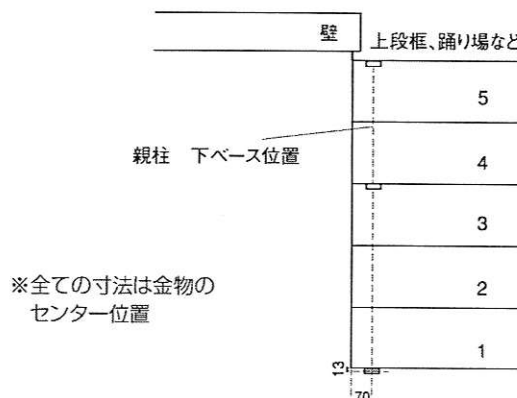 壁
上段框、踊り場など
5
親柱 下ベース位置
4
3
※全ての寸法は金物の
センター位置
2
1
13
70